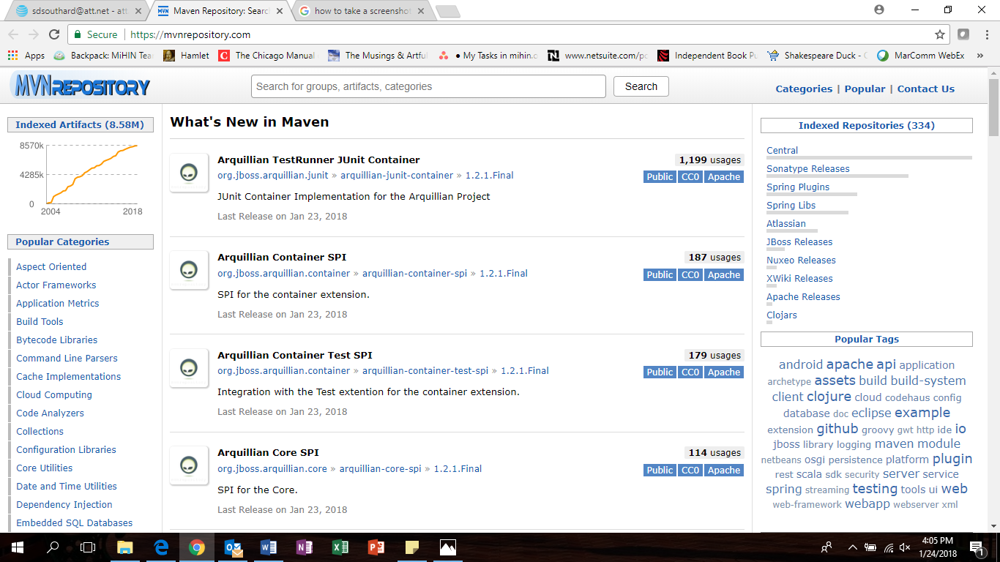 sdsouthard@att.net - att
Maven Repository: Search
how to take a screenshot
Secure
https://mvnrepository.com
Apps
Backpack: MiHIN Tea
Hamlet
The Chicago Manual
The Musings & Artful
● My Tasks in mihin.c
www.netsuite.com/po
Independent Book Pu
Shakespeare Duck - C
MarComm WebEx
»
MVNREPOSITORY
Search for groups, artifacts, categories
Search
Categories | Popular | Contact Us
Indexed Artifacts (8.58M)
8570k
4285k
0
2004
2018
Popular Categories
Aspect Oriented
Actor Frameworks
Application Metrics
Build Tools
Bytecode Libraries
Command Line Parsers
Cache Implementations
Cloud Computing
Code Analyzers
Collections
Configuration Libraries
Core Utilities
Date and Time Utilities
Dependency Injection
Embedded SQL Databases
What's New in Maven
Arquillian TestRunner JUnit Container
1,199 usages
org.jboss.arquillian.junit » arquillian-junit-container » 1.2.1.Final
Public CC0 Apache
JUnit Container Implementation for the Arquillian Project
Last Release on Jan 23, 2018
Arquillian Container SPI
187 usages
org.jboss.arquillian.container » arquillian-container-spi » 1.2.1.Final
Public CC0 Apache
SPI for the container extension.
Last Release on Jan 23, 2018
Arquillian Container Test SPI
179 usages
org.jboss.arquillian.container » arquillian-container-test-spi » 1.2.1.Final
Public CC0 Apache
Integration with the Test extention for the container extension.
Last Release on Jan 23, 2018
Arquillian Core SPI
114 usages
org.jboss.arquillian.core » arquillian-core-spi » 1.2.1.Final
Public CC0 Apache
SPI for the Core.
Last Release on Jan 23, 2018
Indexed Repositories (334)
Central
Sonatype Releases
Spring Plugins
Spring Libs
Atlassian
JBoss Releases
Nuxeo Releases
XWiki Releases
Apache Releases
Clojars
Popular Tags
android apache api application
archetype assets build build-system
client clojure cloud codehaus config
database doc eclipse example
extension github groovy gwt http ide io
jboss library logging maven module
netbeans osgi persistence platform plugin
rest scala sdk security server service
spring streaming testing tools ui web
web-framework webapp webserver xml
4:05 PM
1/24/2018
1